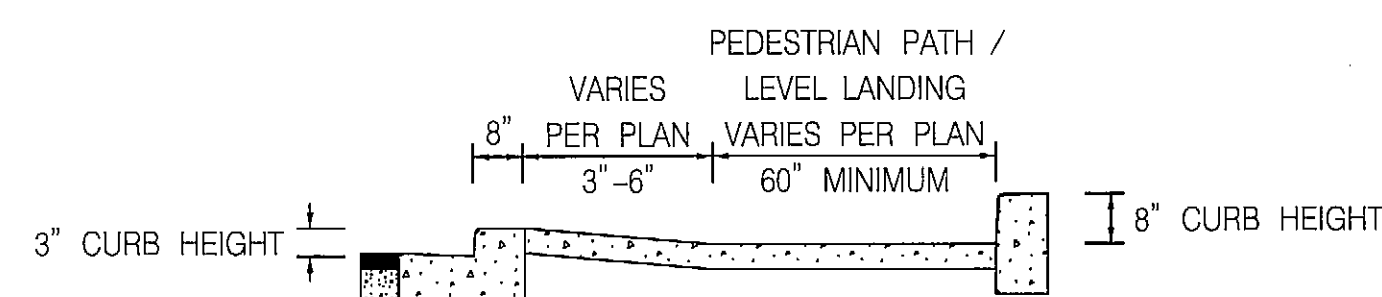 PEDESTRIAN PATH /
VARIES LEVEL LANDING
8" PER PLAN VARIES PER PLAN
3"-6" 60" MINIMUM
3" CURB HEIGHT
8" CURB HEIGHT